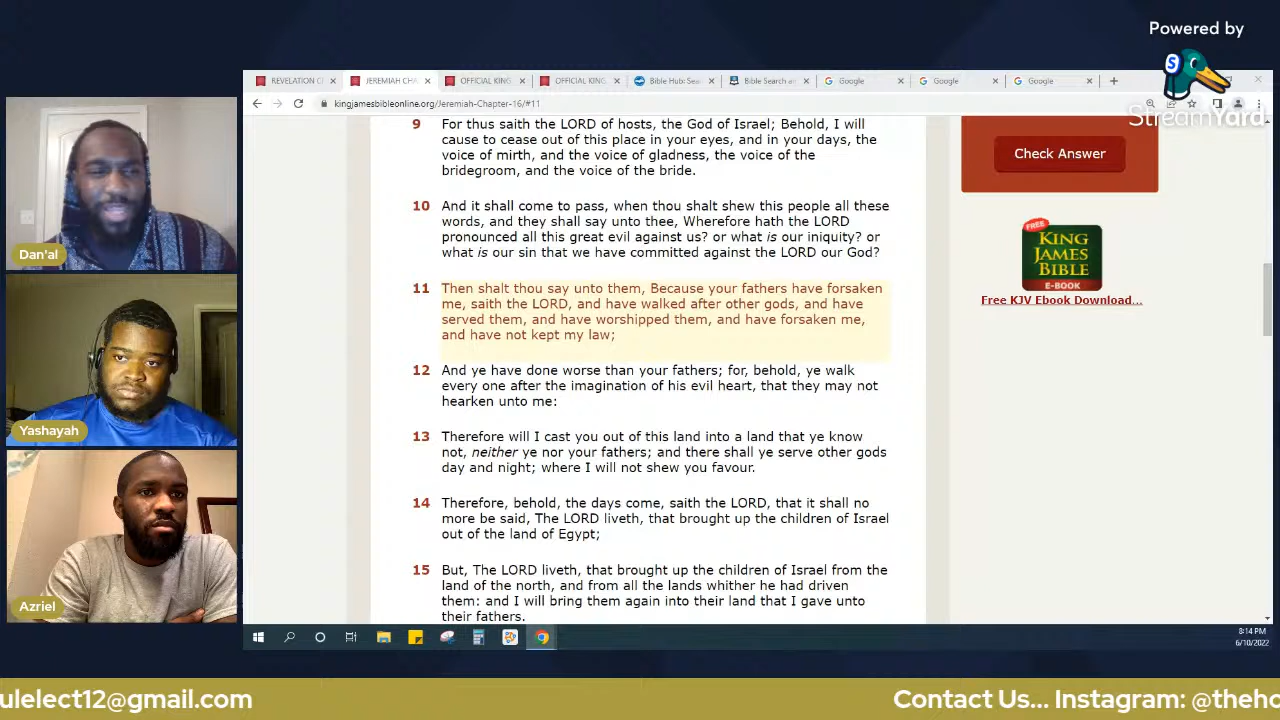 Powered by
StreamYard
REVELATION C
JEREMIAH CHA
OFFICIAL KING
OFFICIAL KING
Bible Hub: Sea
Bible Search an
Google
Google
Google
kingjamesbibleonline.org/Jeremiah-Chapter-16/#11
9 For thus saith the LORD of hosts, the God of Israel; Behold, I will
cause to cease out of this place in your eyes, and in your days, the
voice of mirth, and the voice of gladness, the voice of the
bridegroom, and the voice of the bride.
10 And it shall come to pass, when thou shalt shew this people all these
words, and they shall say unto thee, Wherefore hath the LORD
pronounced all this great evil against us? or what is our iniquity? or
what is our sin that we have committed against the LORD our God?
11 Then shalt thou say unto them, Because your fathers have forsaken
me, saith the LORD, and have walked after other gods, and have
served them, and have worshipped them, and have forsaken me,
and have not kept my law;
12 And ye have done worse than your fathers; for, behold, ye walk
every one after the imagination of his evil heart, that they may not
hearken unto me:
13 Therefore will I cast you out of this land into a land that ye know
not, neither ye nor your fathers; and there shall ye serve other gods
day and night; where I will not shew you favour.
14 Therefore, behold, the days come, saith the LORD, that it shall no
more be said, The LORD liveth, that brought up the children of Israel
out of the land of Egypt;
15 But, The LORD liveth, that brought up the children of Israel from the
land of the north, and from all the lands whither he had driven
them: and I will bring them again into their land that I gave unto
their fathers.
Check Answer
FREE
KING
JAMES
BIBLE
E-BOOK
Free KJV Ebook Download...
Dan'al
Yashayah
Azriel
8:14 PM
6/10/2022
ulelect12@gmail.com
Contact Us... Instagram: @theho